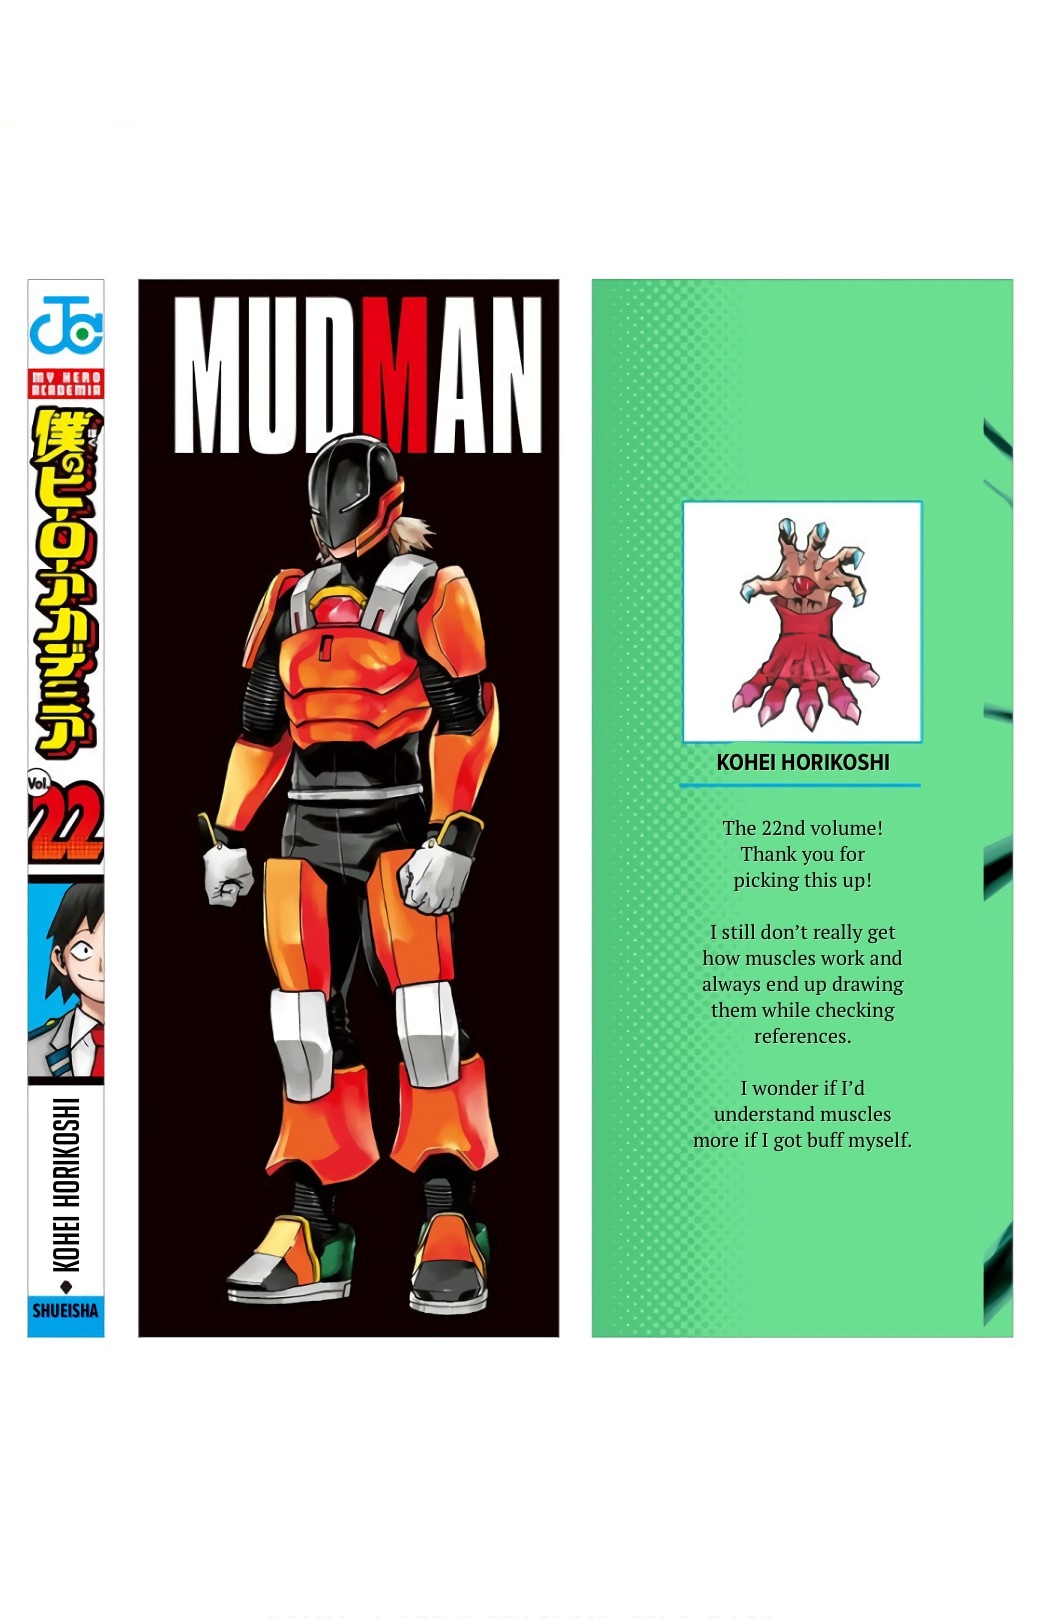 MY HERO
ACADEMIA
僕のヒーローアカデミア
ぼく
Vol.
22
KOHEI HORIKOSHI
SHUEISHA
MUDMAN
KOHEI HORIKOSHI
The 22nd volume!
Thank you for
picking this up!
I still don’t really get
how muscles work and
always end up drawing
them while checking
references.
I wonder if I’d
understand muscles
more if I got buff myself.